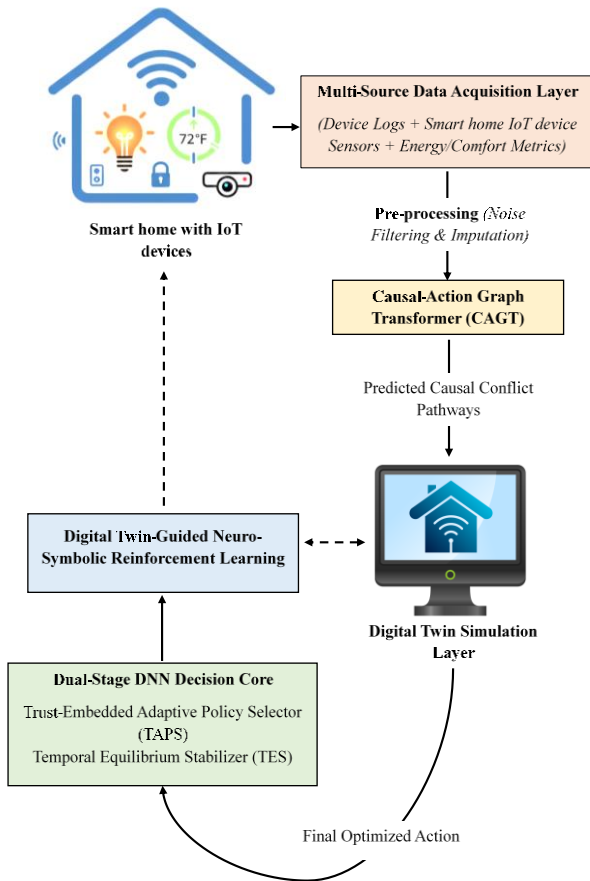 72°F
Smart home with IoT
devices
Multi-Source Data Acquisition Layer
(Device Logs + Smart home IoT device
Sensors + Energy/Comfort Metrics)
Pre-processing (Noise
Filtering & Imputation)
Causal-Action Graph
Transformer (CAGT)
Predicted Causal Conflict
Pathways
Digital Twin Simulation
Layer
Digital Twin-Guided Neuro-
Symbolic Reinforcement Learning
Dual-Stage DNN Decision Core
Trust-Embedded Adaptive Policy Selector
(TAPS)
Temporal Equilibrium Stabilizer (TES)
Final Optimized Action